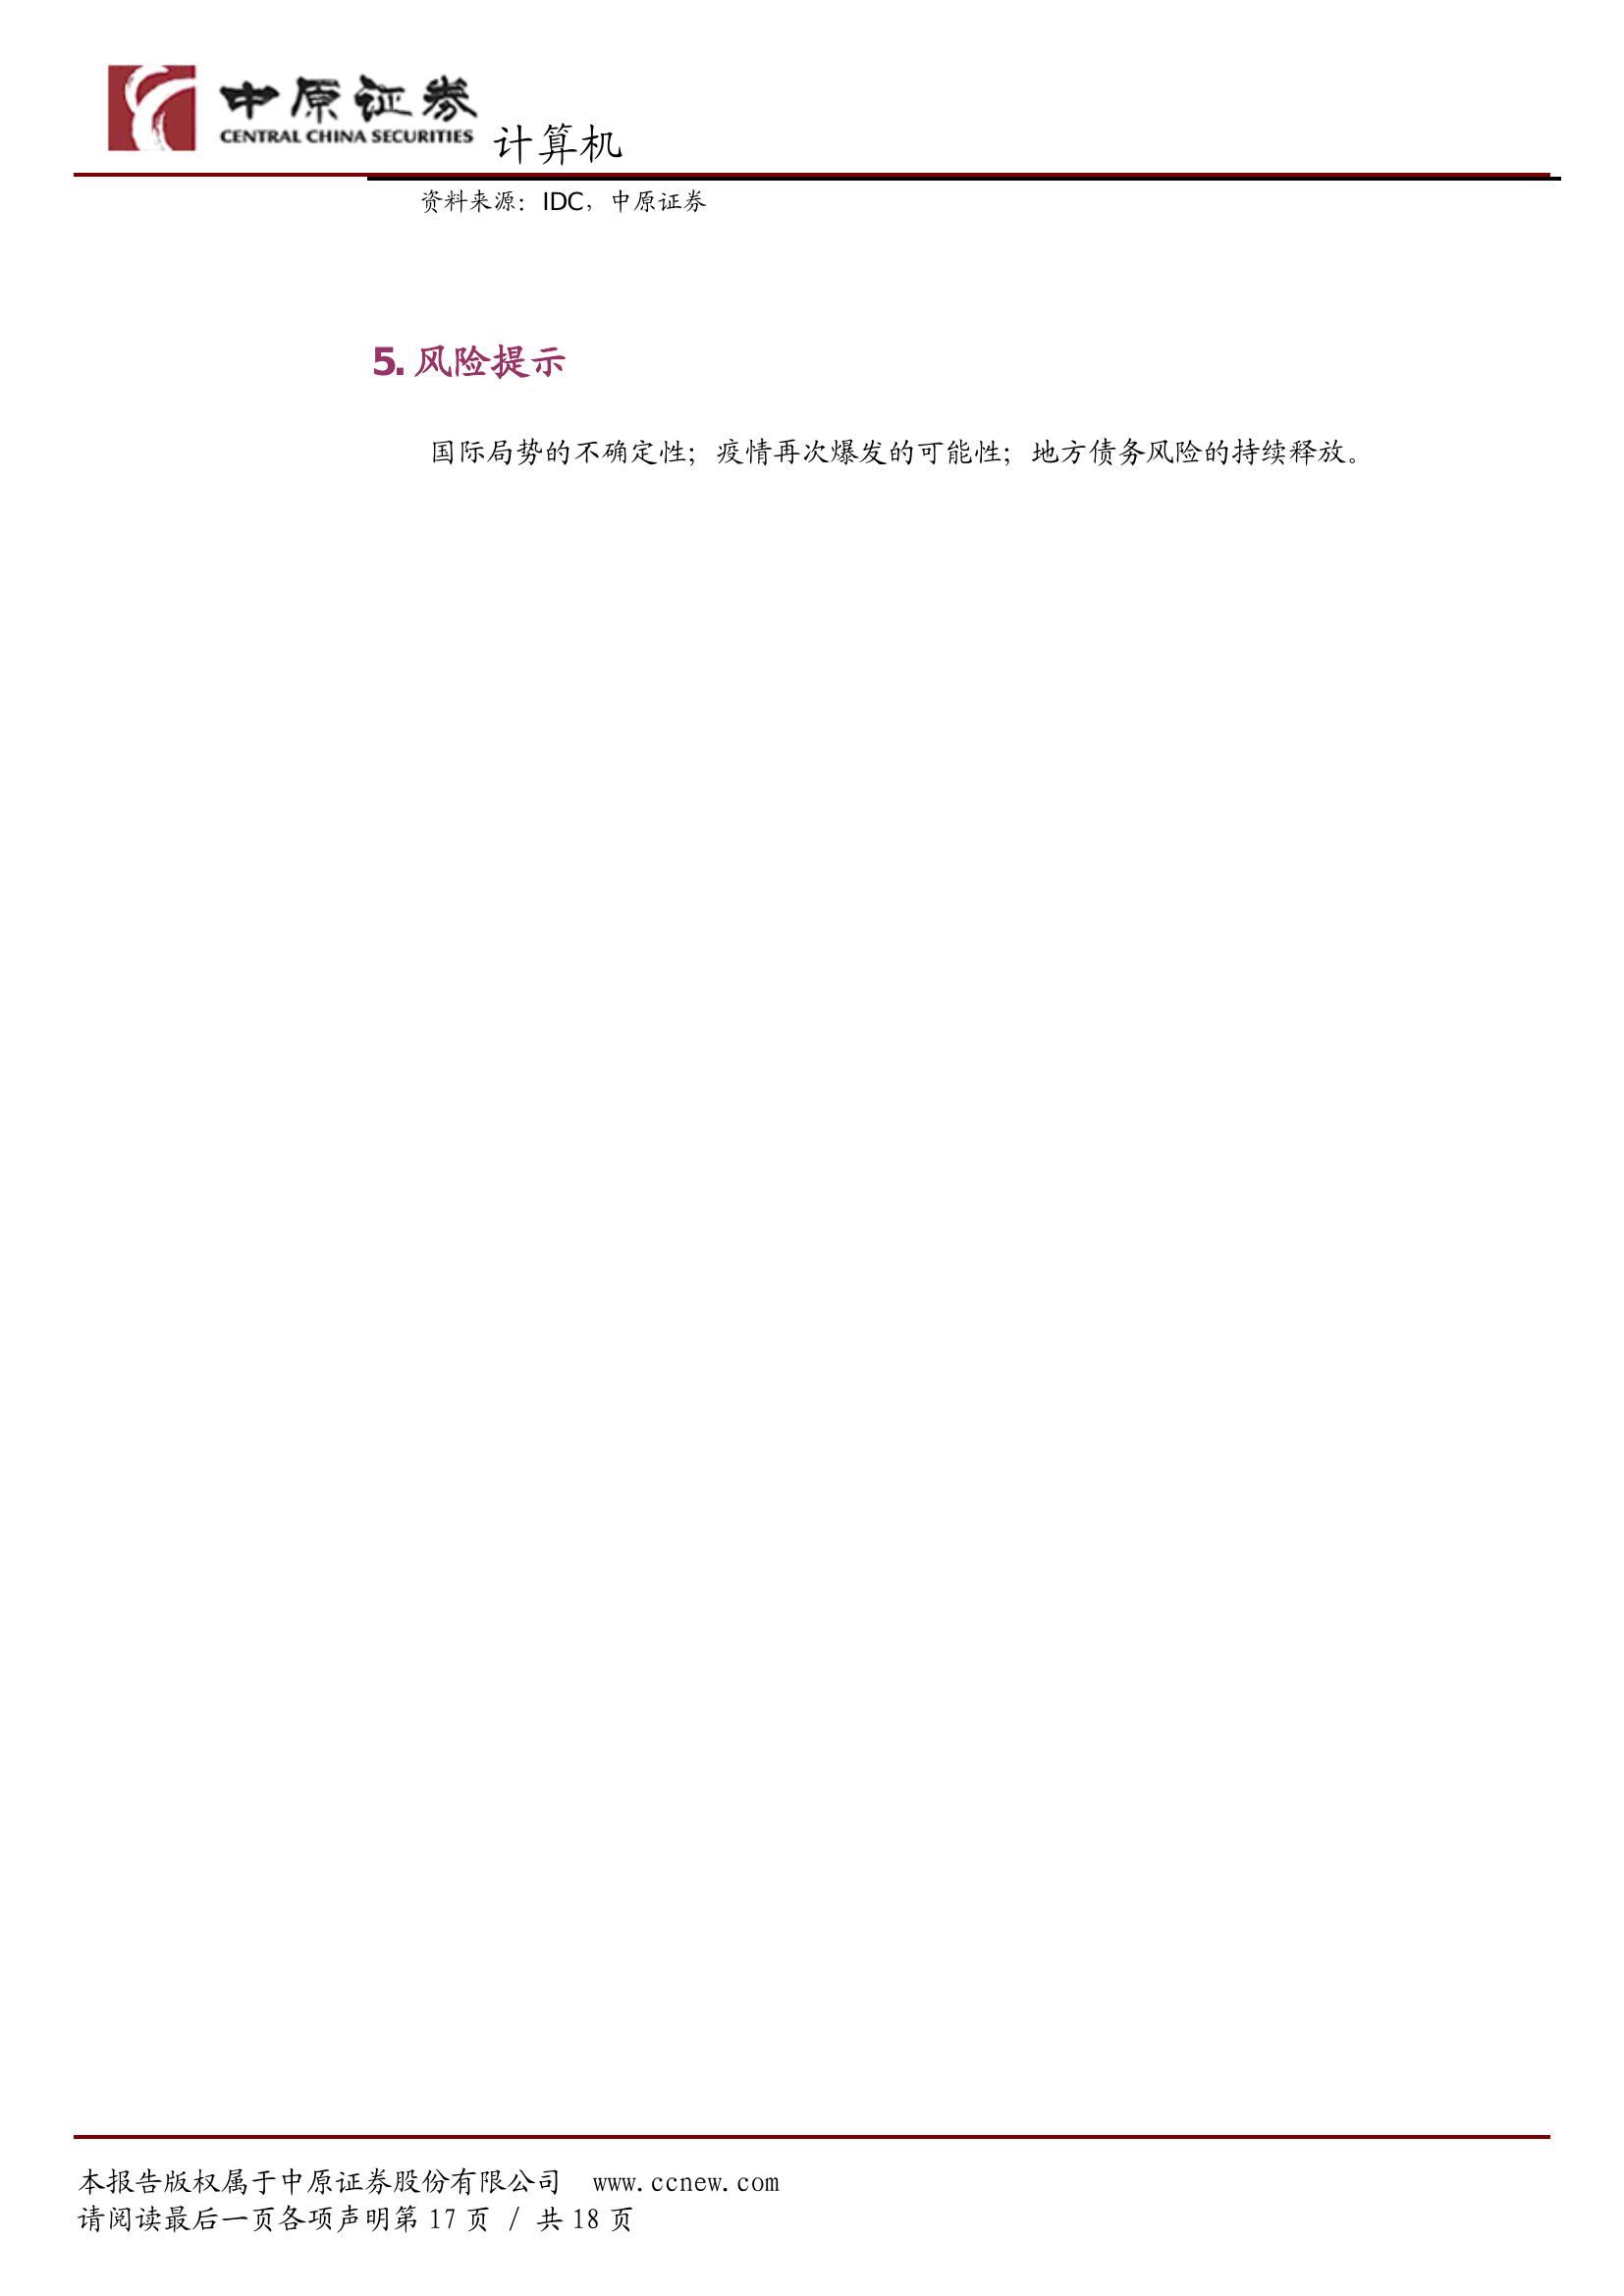 中原证券
CENTRAL CHINA SECURITIES
计算机
资料来源：IDC，中原证券
5. 风险提示
国际局势的不确定性；疫情再次爆发的可能性；地方债务风险的持续释放。
本报告版权属于中原证券股份有限公司 www.ccnew.com
请阅读最后一页各项声明第 17 页 / 共 18 页